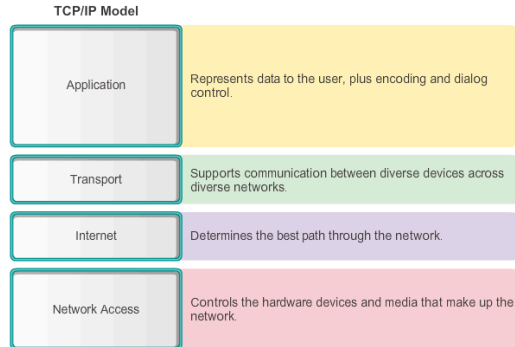 TCP/IP Model
Application
Represents data to the user, plus encoding and dialog
control.
Transport
Supports communication between diverse devices across
diverse networks.
Internet
Determines the best path through the network.
Network Access
Controls the hardware devices and media that make up the
network.